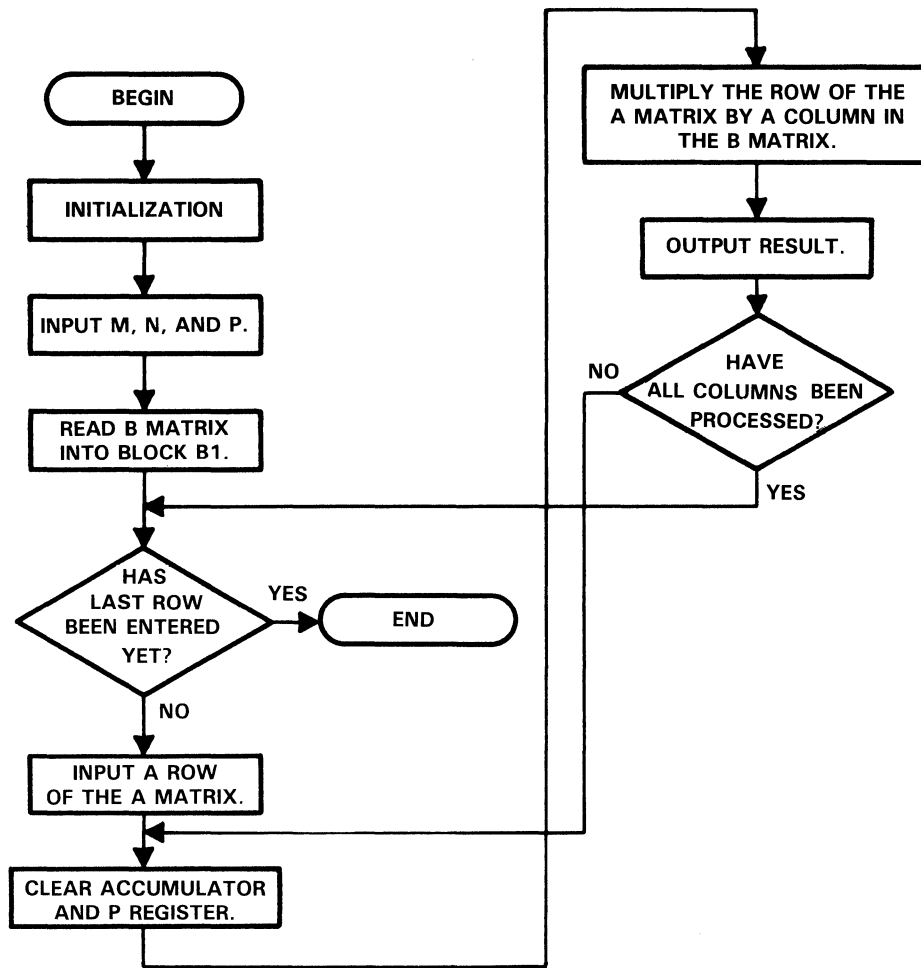 BEGIN
INITIALIZATION
INPUT M, N, AND P.
READ B MATRIX
INTO BLOCK B1.
HAS
LAST ROW
BEEN ENTERED
YET?
YES
END
NO
INPUT A ROW
OF THE A MATRIX.
CLEAR ACCUMULATOR
AND P REGISTER.
MULTIPLY THE ROW OF THE
A MATRIX BY A COLUMN IN
THE B MATRIX.
OUTPUT RESULT.
HAVE
ALL COLUMNS BEEN
PROCESSED?
NO
YES